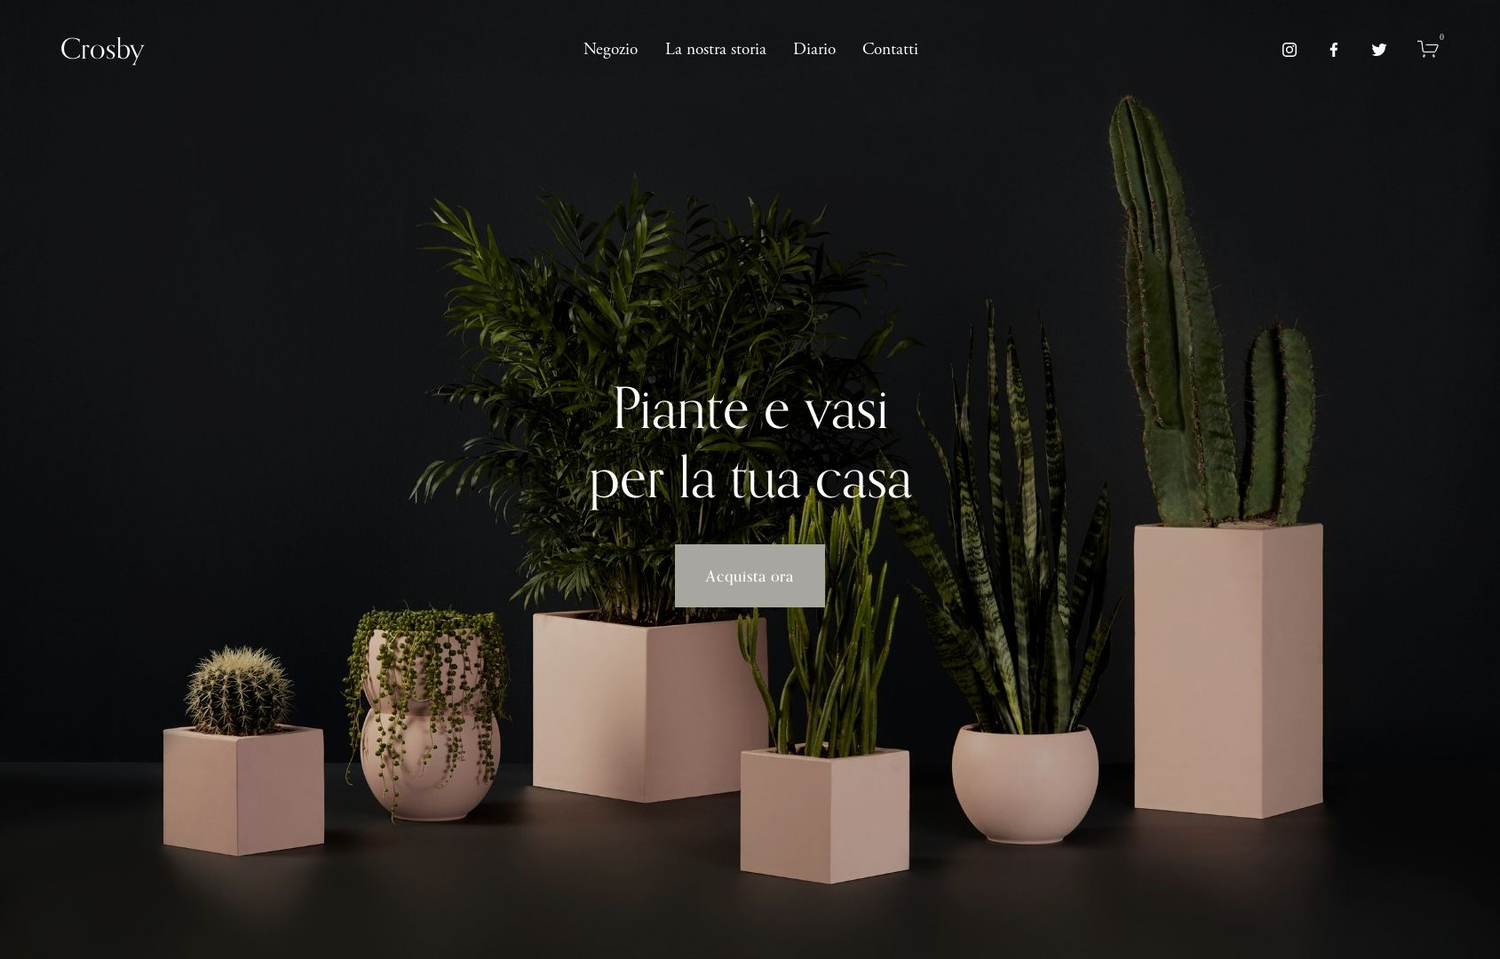 Crosby
Negozio
La nostra storia
Diario
Contatti
0
Piante e vasi
per la tua casa
Acquista ora